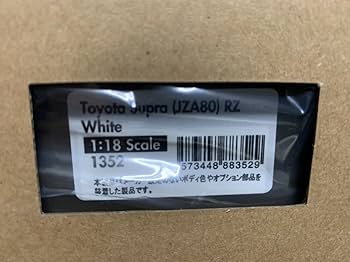 Toyota Supra (JZA80) RZ
White
1:18 Scale
1352
573448 883529
ないボディ色やオプション部品を
装着した製品です。